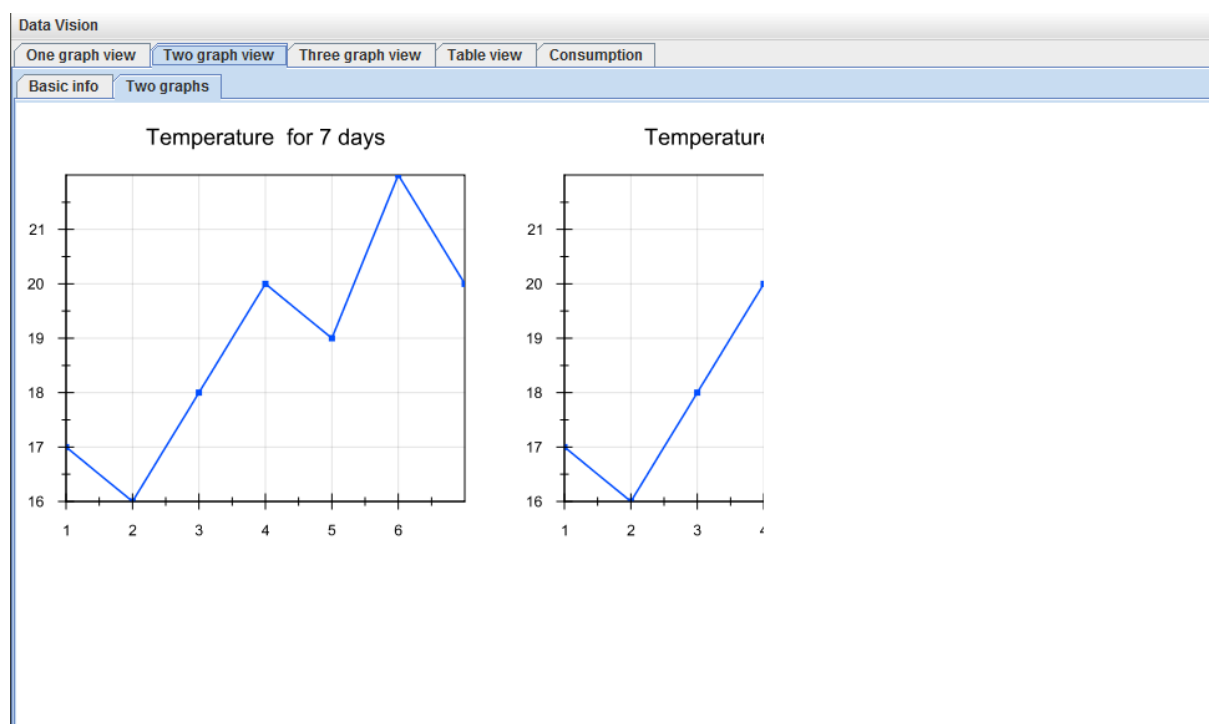 Data Vision
One graph view Two graph view Three graph view Table view Consumption
Basic info Two graphs
Temperature for 7 days
21
20
19
18
17
16
1 2 3 4 5 6
Temperature
21
20
19
18
17
16
1 2 3 4